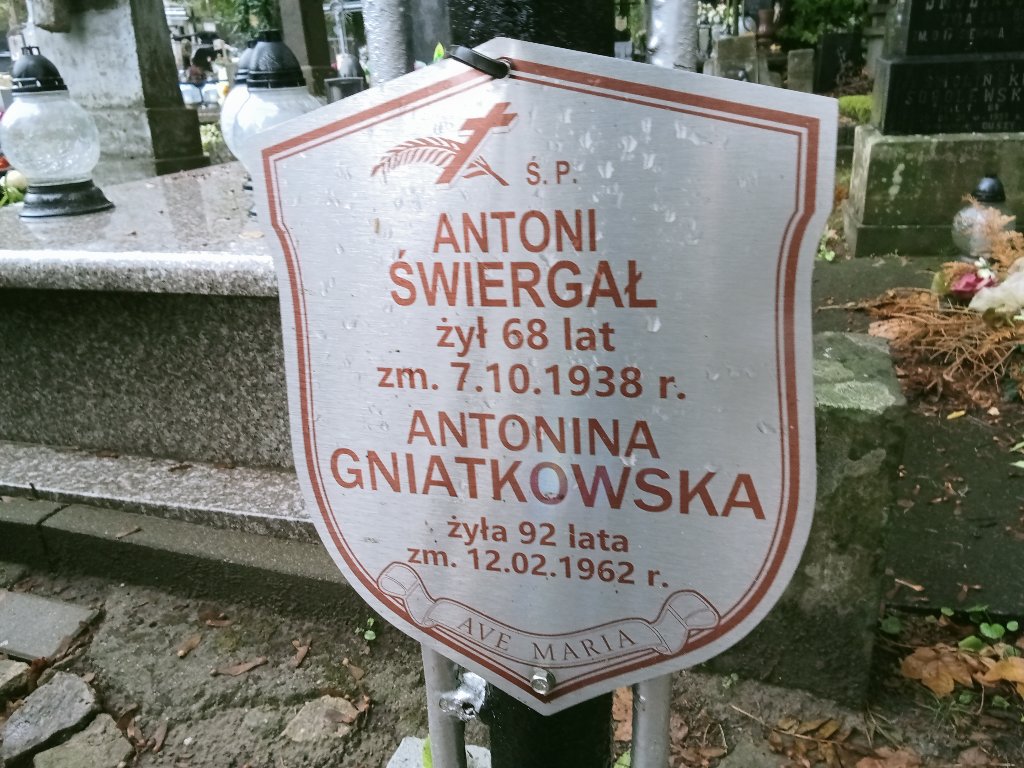 Ś.P.
ANTONI
ŚWIERGAŁ
żył 68 lat
zm. 7.10.1938 r.
ANTONINA
GNIATKOWSKA
żyła 92 lata
zm. 12.02.1962 r.
AVE MARIA